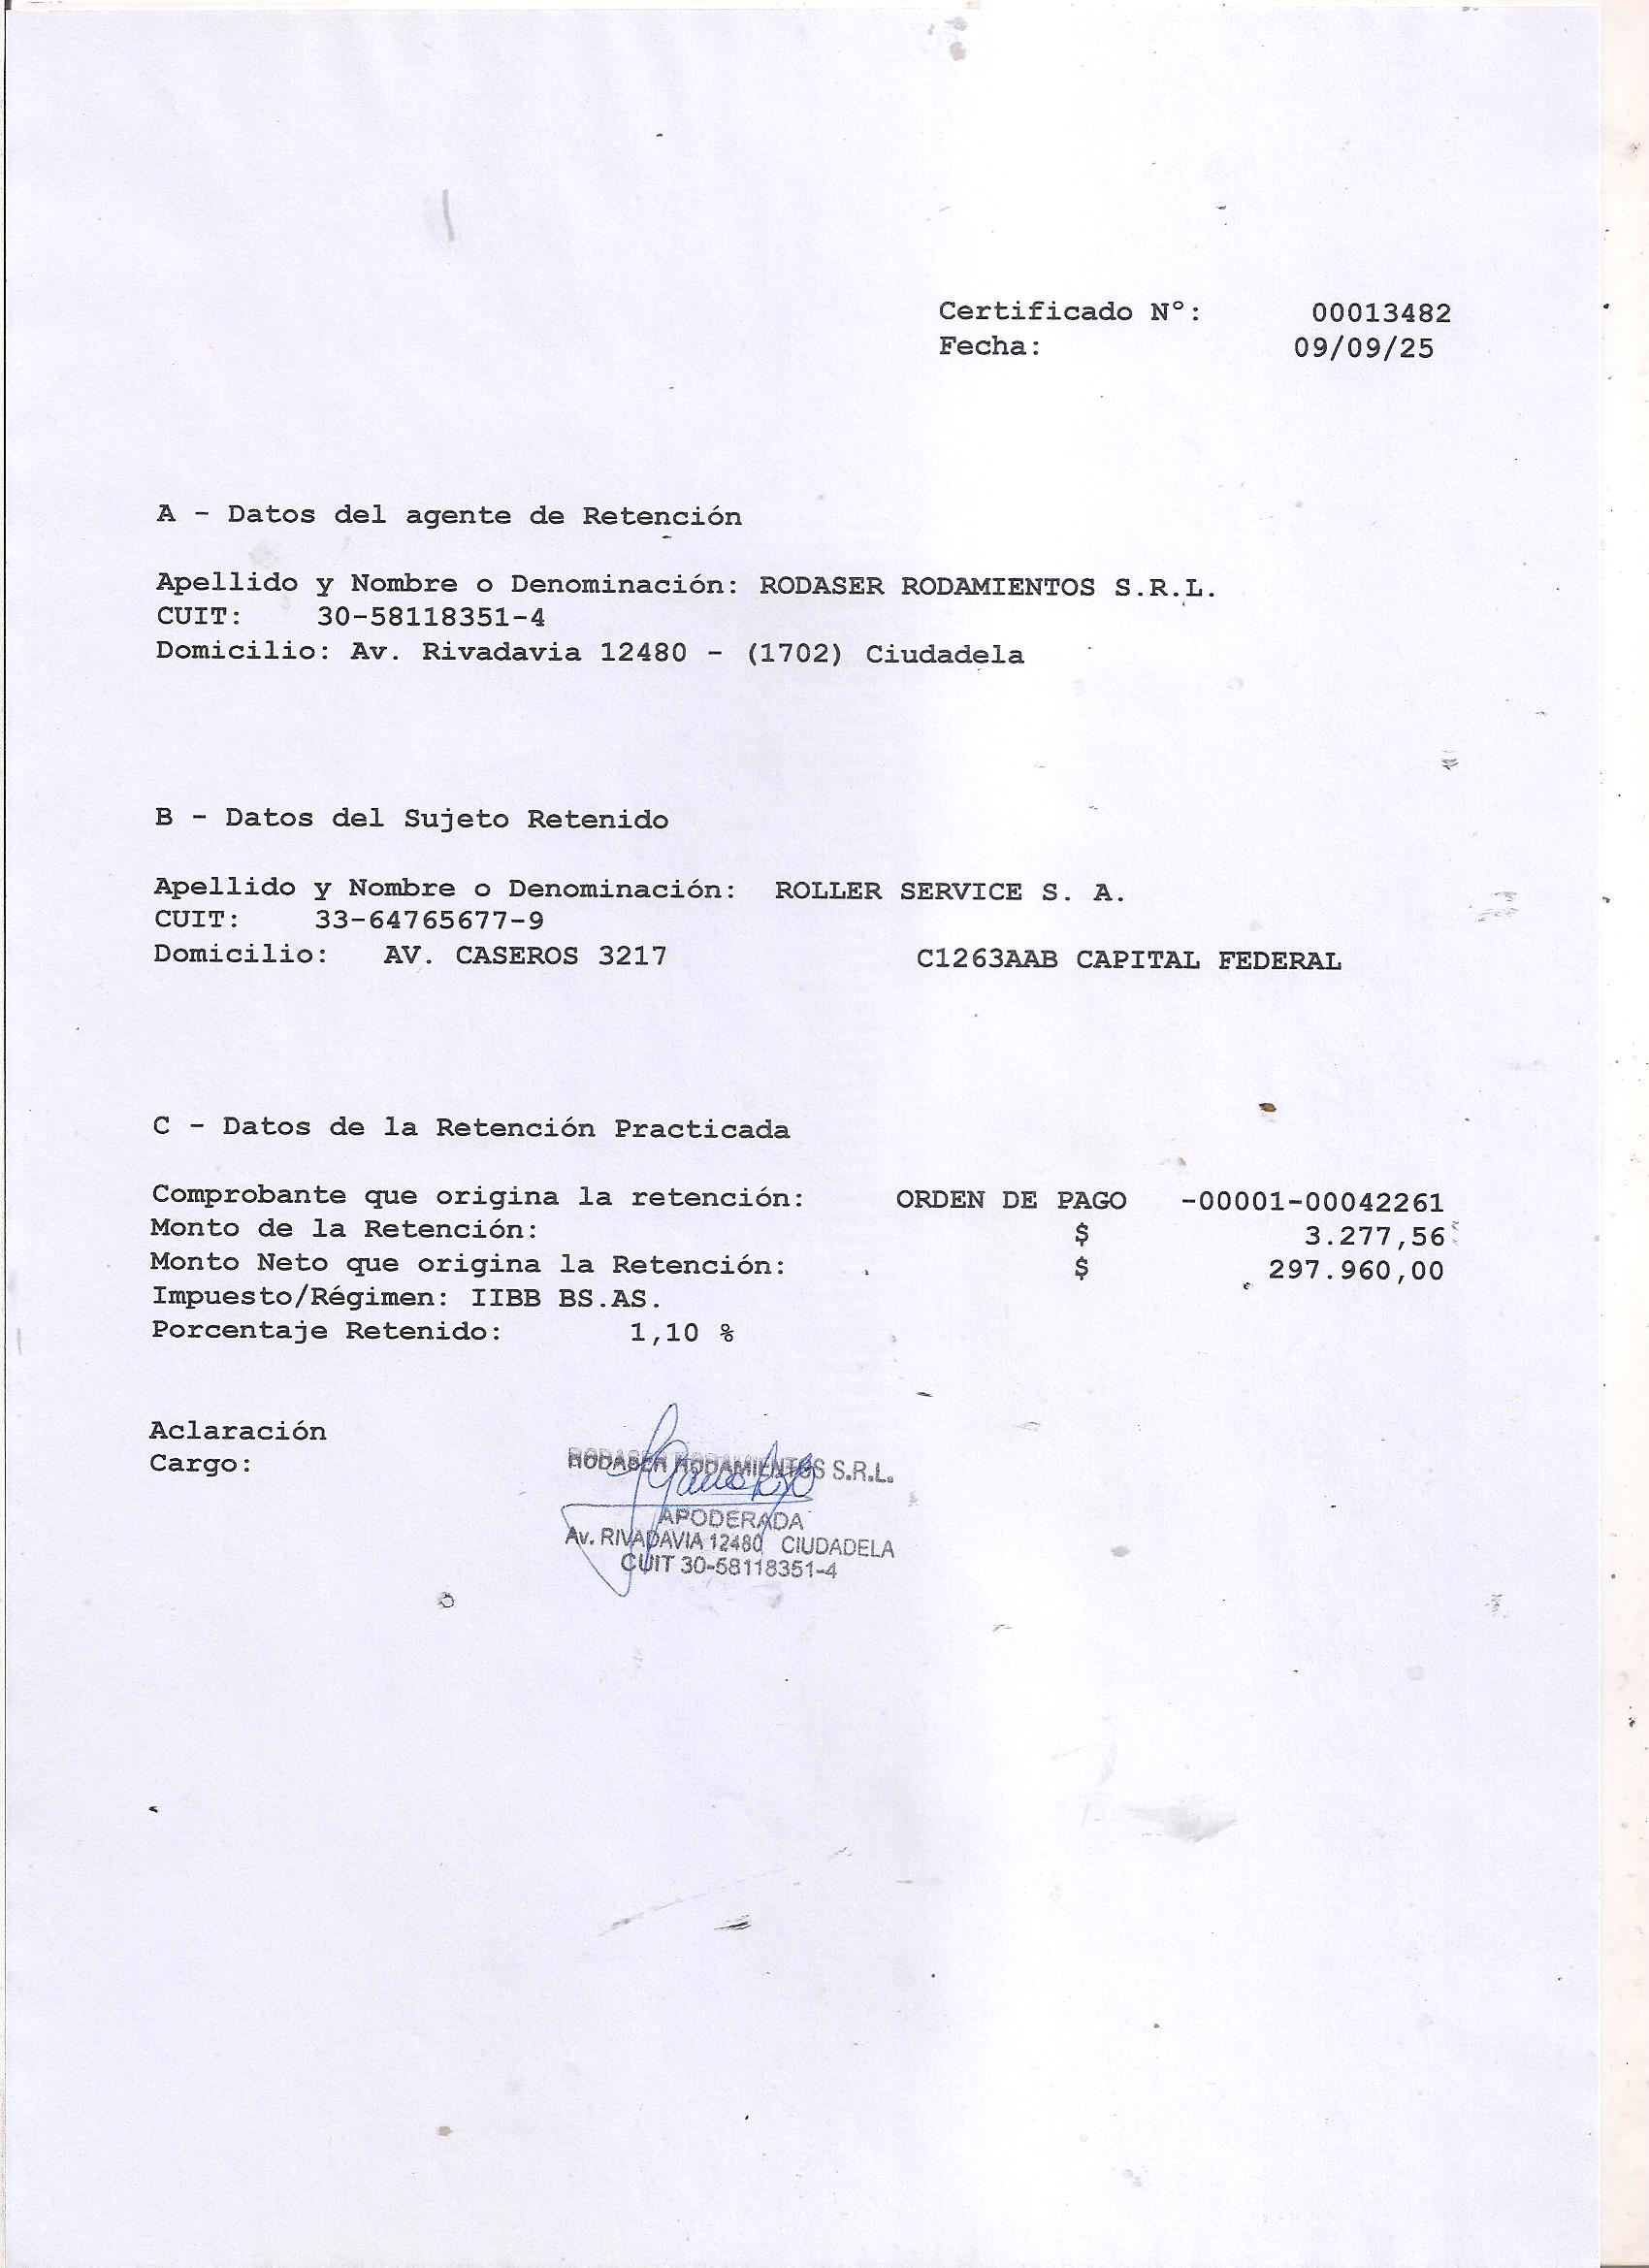 Certificado Nº: 00013482
Fecha: 09/09/25
A - Datos del agente de Retención
Apellido y Nombre o Denominación: RODASER RODAMIENTOS S.R.L.
CUIT: 30-58118351-4
Domicilio: Av. Rivadavia 12480 - (1702) Ciudadela
B - Datos del Sujeto Retenido
Apellido y Nombre o Denominación: ROLLER SERVICE S. A.
CUIT: 33-64765677-9
Domicilio: AV. CASEROS 3217 C1263AAB CAPITAL FEDERAL
C - Datos de la Retención Practicada
Comprobante que origina la retención: ORDEN DE PAGO -00001-00042261
Monto de la Retención: $ 3.277,56
Monto Neto que origina la Retención: $ 297.960,00
Impuesto/Régimen: IIBB BS.AS.
Porcentaje Retenido: 1,10 %
Aclaración
Cargo:
RODASER RODAMIENTOS S.R.L.
APODERADA
Av. RIVADAVIA 12480 CIUDADELA
CUIT 30-58118351-4